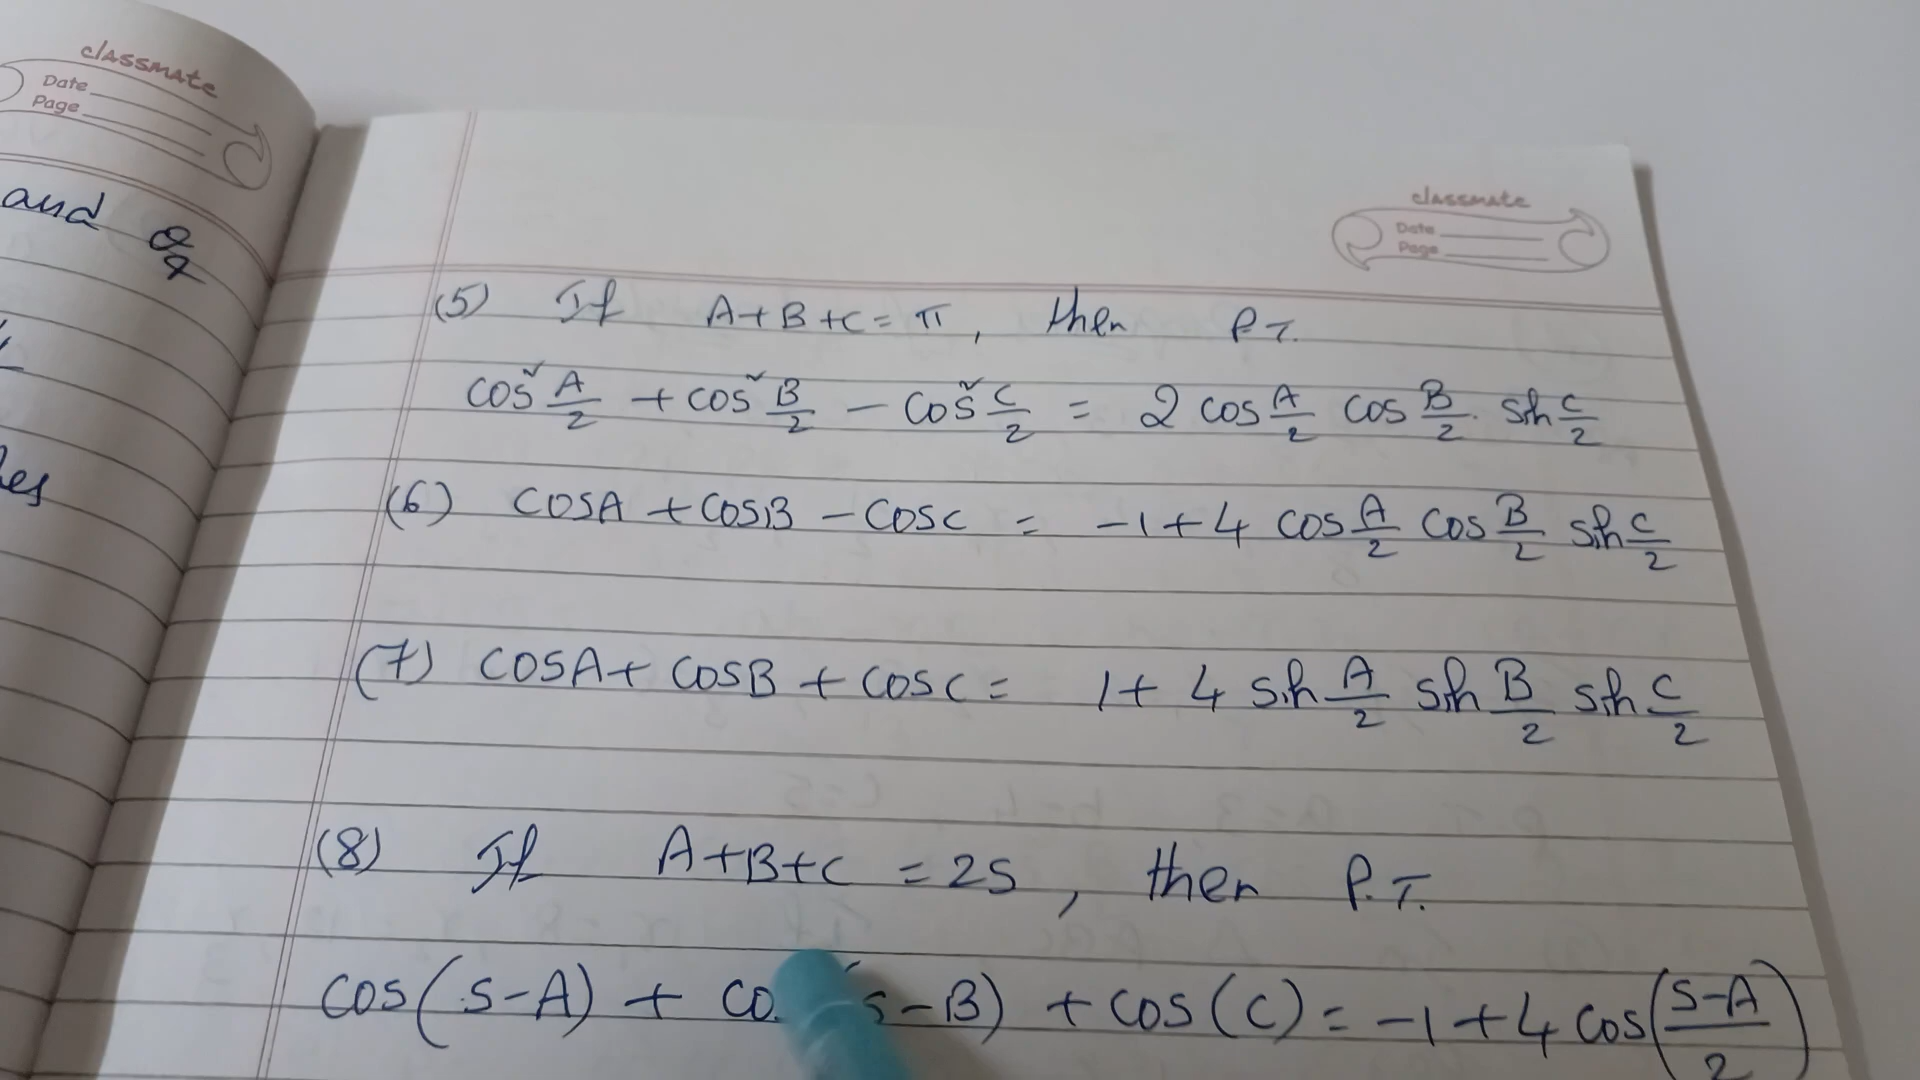 classmate
Date
Page
and θ/2
les
classmate
Date
Page
(5) If A+B+C = π, then P.T.
cos² A/2 + cos² B/2 - cos² C/2 = 2 cos A/2 cos B/2 . sin C/2
(6) cosA + cosB - cosC = -1+4 cos A/2 cos B/2 sin C/2
(7) cosA + cosB + cosC = 1+ 4 sin A/2 sin B/2 sin C/2
(8) If A+B+C = 2S, then P.T.
cos(S-A) + co (s-B) + cos(C) = -1+4 cos((S-A)/2)